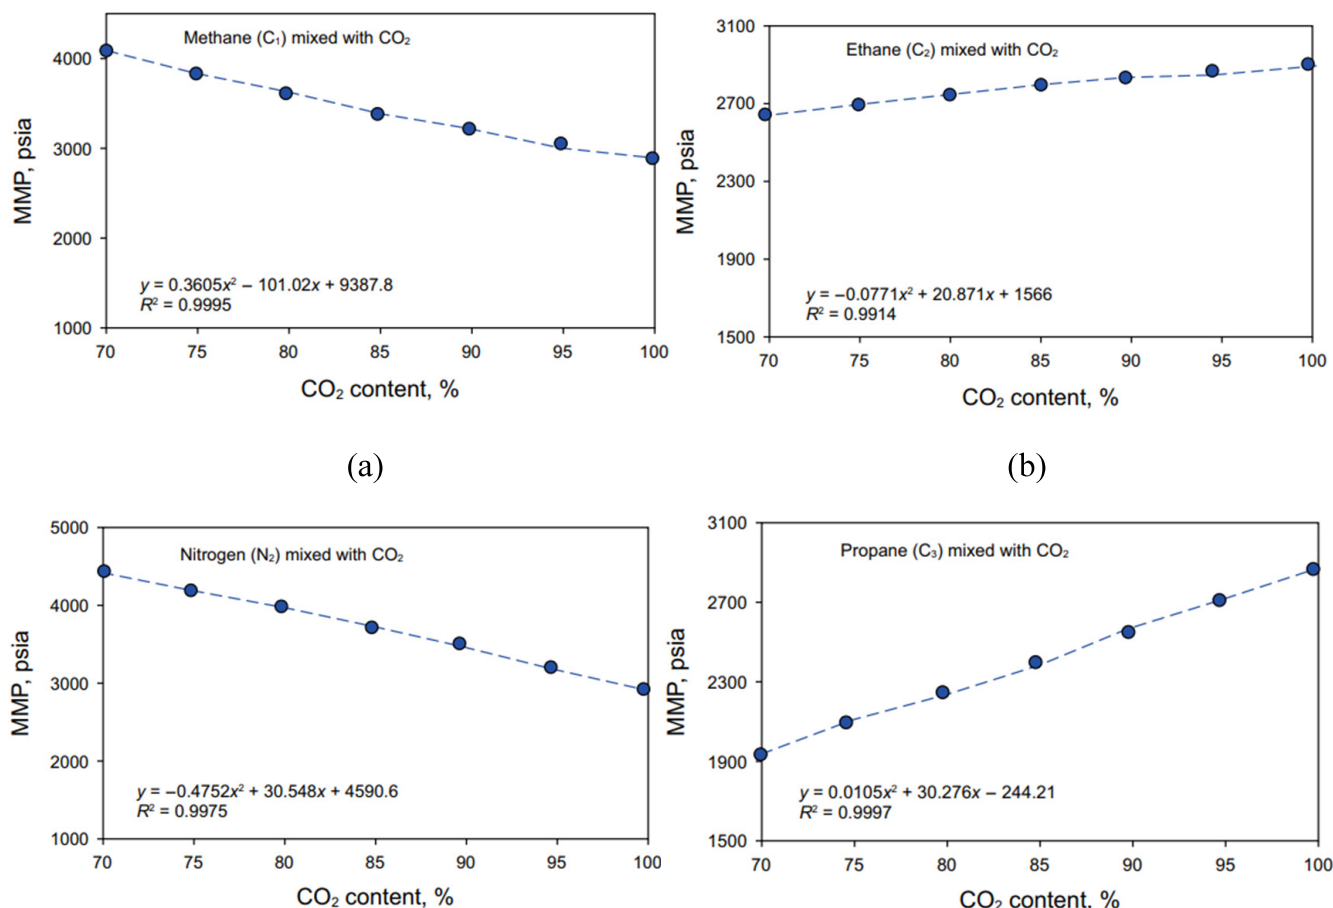 Methane (C₁) mixed with CO₂
4000
3000
2000
1000
MMP, psia
y = 0.3605x² − 101.02x + 9387.8
R² = 0.9995
70 75 80 85 90 95 100
CO₂ content, %
(a)
3100
Ethane (C₂) mixed with CO₂
2700
2300
1900
1500
MMP, psia
y = −0.0771x² + 20.871x + 1566
R² = 0.9914
70 75 80 85 90 95 100
CO₂ content, %
(b)
5000
Nitrogen (N₂) mixed with CO₂
4000
3000
2000
1000
MMP, psia
y = −0.4752x² + 30.548x + 4590.6
R² = 0.9975
70 75 80 85 90 95 100
CO₂ content, %
3100
Propane (C₃) mixed with CO₂
2700
2300
1900
1500
MMP, psia
y = 0.0105x² + 30.276x − 244.21
R² = 0.9997
70 75 80 85 90 95 100
CO₂ content, %